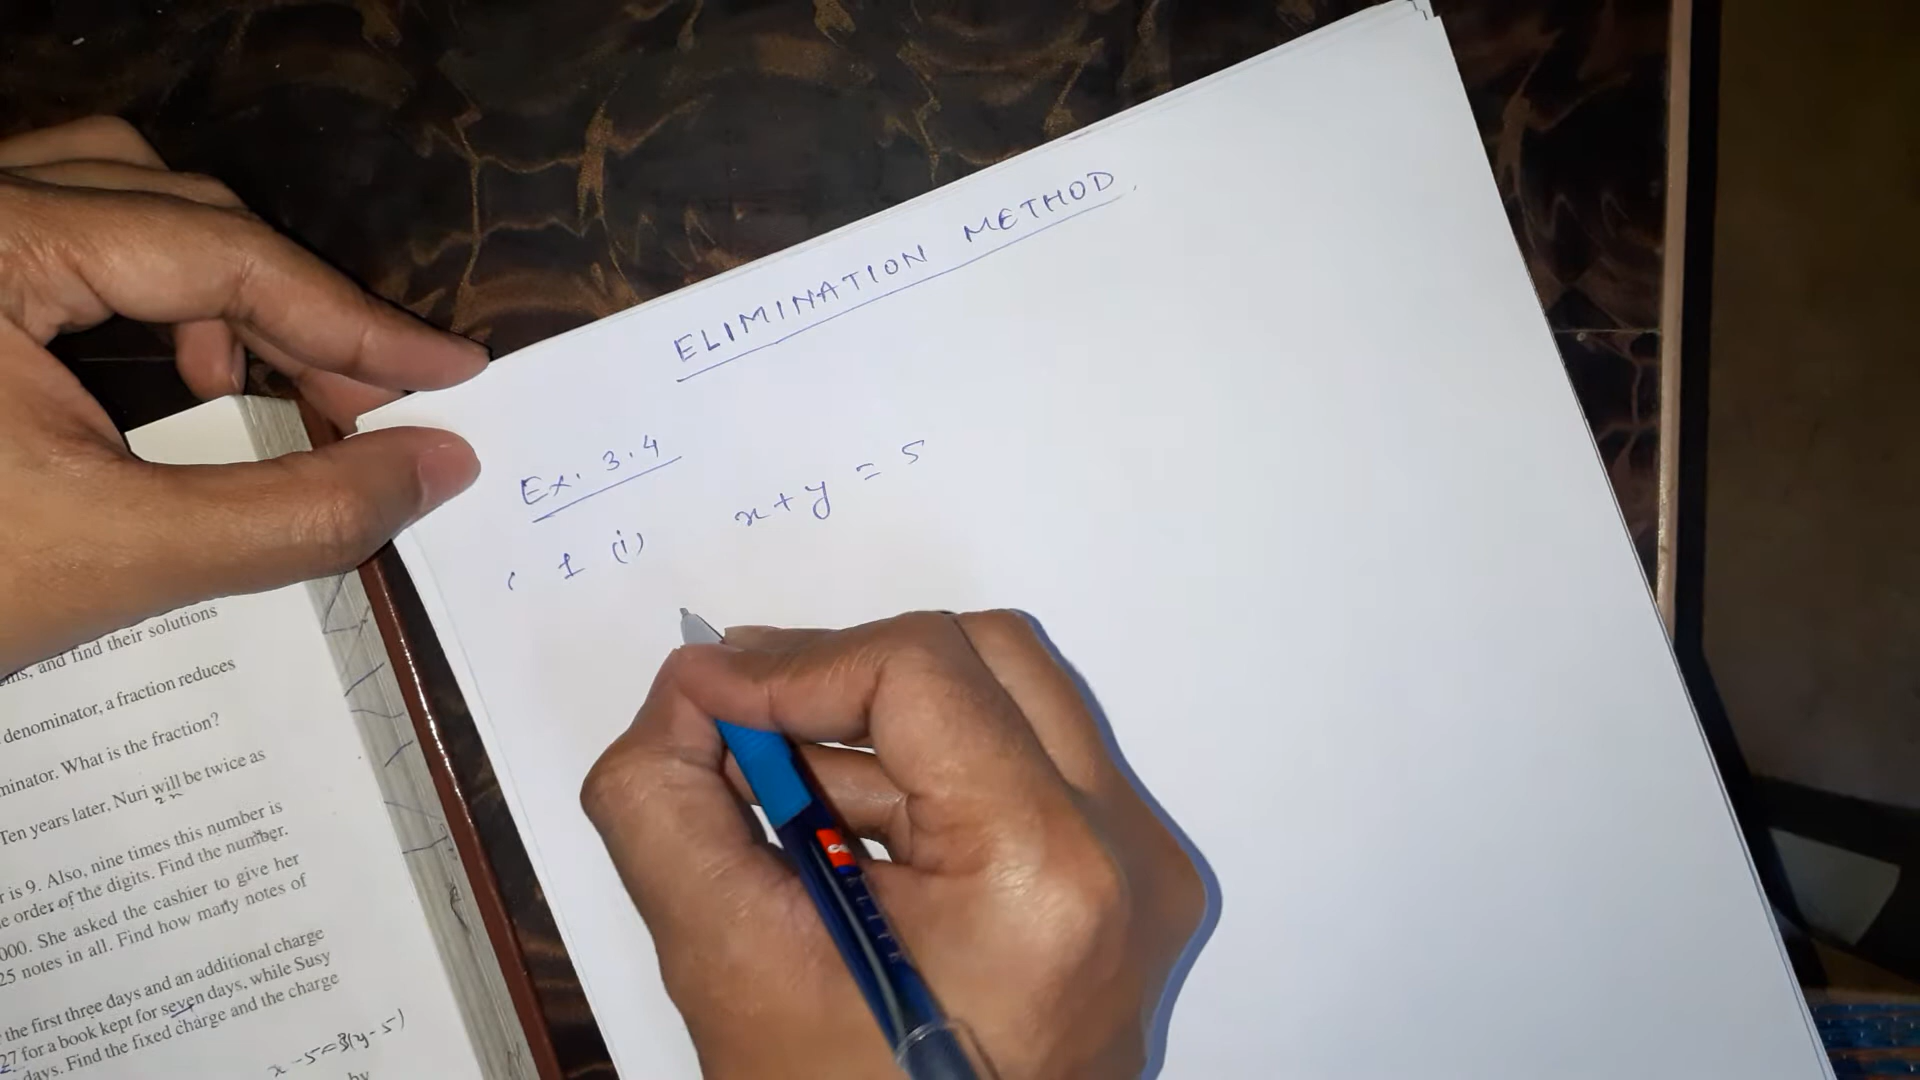 ELIMINATION METHOD.
Ex. 3.4
1 (i) x + y = 5
and find their solutions
denominator, a fraction reduces
minator. What is the fraction?
Ten years later, Nuri will be twice as
2x
r is 9. Also, nine times this number is
e order of the digits. Find the number.
000. She asked the cashier to give her
25 notes in all. Find how many notes of
the first three days and an additional charge
27 for a book kept for seven days, while Susy
days. Find the fixed charge and the charge
x - 5 = 3(y - 5)
by